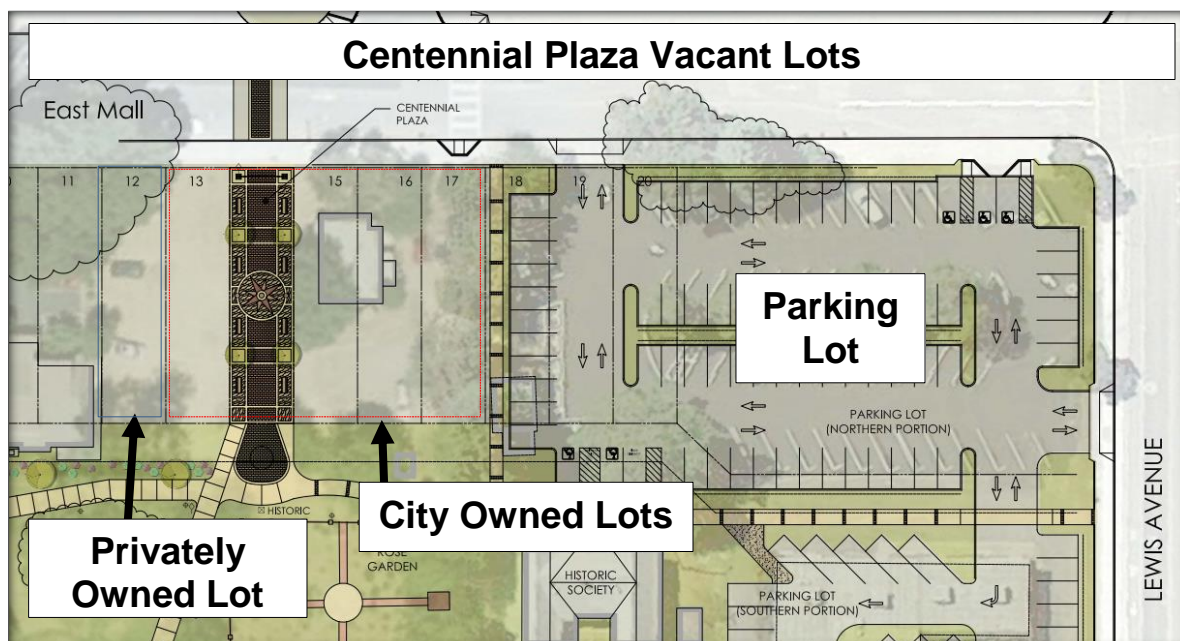 Centennial Plaza Vacant Lots
East Mall
CENTENNIAL
PLAZA
11
12
13
15
16
17
18
19
20
Parking
Lot
PARKING LOT
(NORTHERN PORTION)
LEWIS AVENUE
City Owned Lots
Privately
Owned Lot
HISTORIC
ROSE
GARDEN
HISTORIC
SOCIETY
PARKING LOT
(SOUTHERN PORTION)